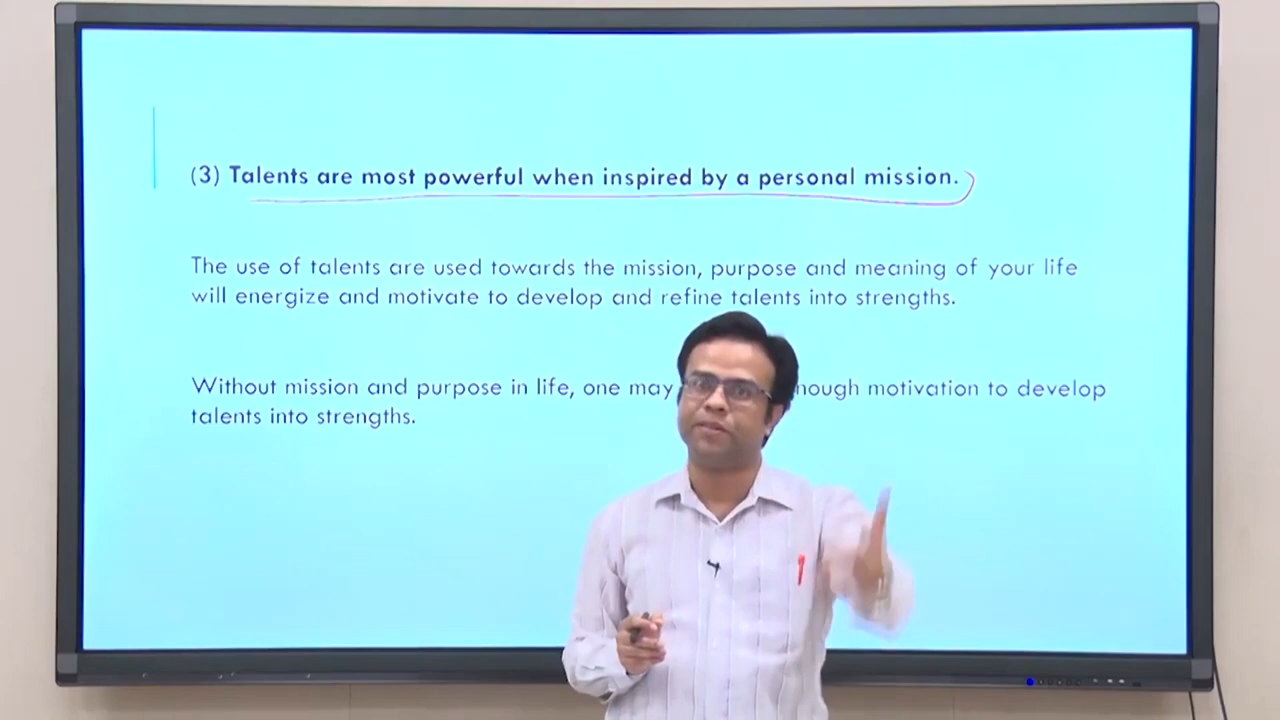 (3) Talents are most powerful when inspired by a personal mission.
The use of talents are used towards the mission, purpose and meaning of your life
will energize and motivate to develop and refine talents into strengths.
Without mission and purpose in life, one may motivation to develop
talents into strengths.